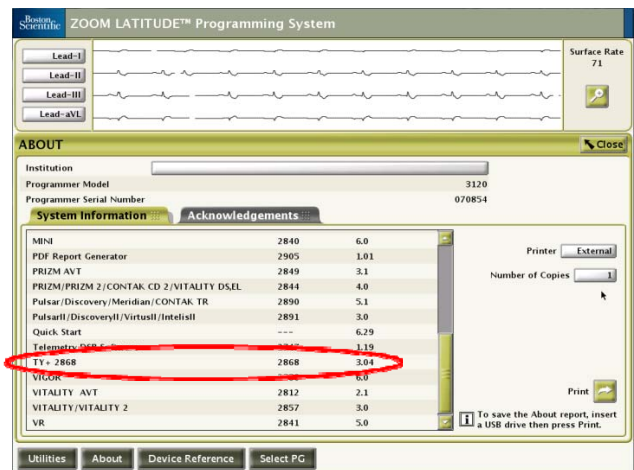 Boston Scientific ZOOM LATITUDE™ Programming System
Lead-I
Lead-II
Lead-III
Lead-aVL
Surface Rate
71
ABOUT Close
Institution
Programmer Model 3120
Programmer Serial Number 070854
System Information Acknowledgements
MINI 2840 6.0
PDF Report Generator 2905 1.01
PRIZM AVT 2849 3.1
PRIZM/PRIZM 2/CONTAK CD 2/VITALITY DS,EL 2844 4.0
Pulsar/Discovery/Meridian/CONTAK TR 2890 5.1
PulsarII/DiscoveryII/VirtusII/IntelisII 2891 3.0
Quick Start --- 6.29
Telemetry DSP 1.19
TY+ 2868 2868 3.04
VIGOR 6.0
VITALITY AVT 2812 2.1
VITALITY/VITALITY 2 2857 3.0
VR 2841 5.0
Printer External
Number of Copies 1
Print
i To save the About report, insert
a USB drive then press Print.
Utilities About Device Reference Select PG